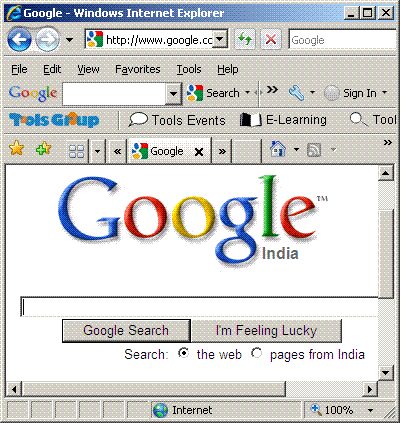 Google - Windows Internet Explorer
http://www.google.cc
Google
File Edit View Favorites Tools Help
Google Search Sign In
Tools Group Tools Events E-Learning Tool
Google
Google™
India
Google Search I'm Feeling Lucky
Search: the web pages from India
Internet 100%